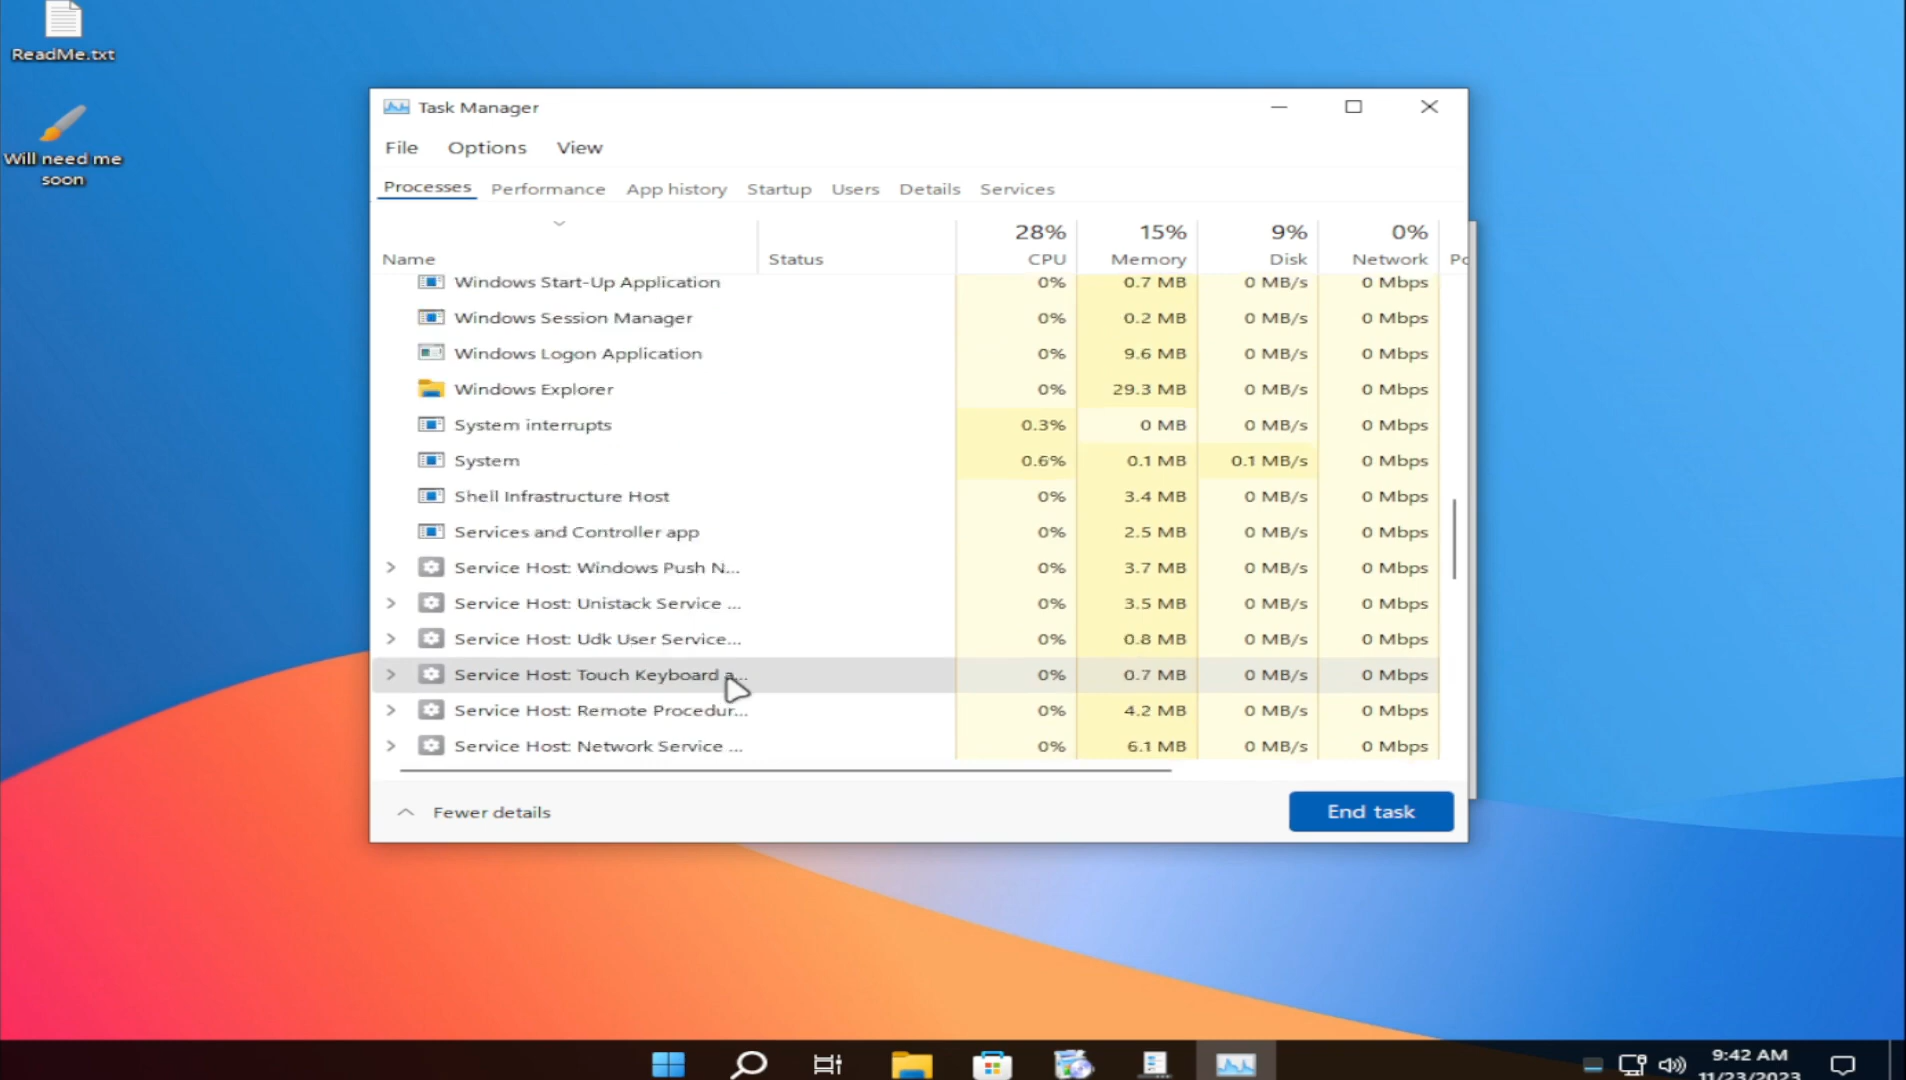 ReadMe.txt
Will need me
soon
Task Manager
File Options View
Processes Performance App history Startup Users Details Services
28% 15% 9% 0%
Name Status CPU Memory Disk Network Po
Windows Start-Up Application 0% 0.7 MB 0 MB/s 0 Mbps
Windows Session Manager 0% 0.2 MB 0 MB/s 0 Mbps
Windows Logon Application 0% 9.6 MB 0 MB/s 0 Mbps
Windows Explorer 0% 29.3 MB 0 MB/s 0 Mbps
System interrupts 0.3% 0 MB 0 MB/s 0 Mbps
System 0.6% 0.1 MB 0.1 MB/s 0 Mbps
Shell Infrastructure Host 0% 3.4 MB 0 MB/s 0 Mbps
Services and Controller app 0% 2.5 MB 0 MB/s 0 Mbps
Service Host: Windows Push N... 0% 3.7 MB 0 MB/s 0 Mbps
Service Host: Unistack Service ... 0% 3.5 MB 0 MB/s 0 Mbps
Service Host: Udk User Service... 0% 0.8 MB 0 MB/s 0 Mbps
Service Host: Touch Keyboard a... 0% 0.7 MB 0 MB/s 0 Mbps
Service Host: Remote Procedur... 0% 4.2 MB 0 MB/s 0 Mbps
Service Host: Network Service ... 0% 6.1 MB 0 MB/s 0 Mbps
Fewer details End task
9:42 AM
11/23/2023